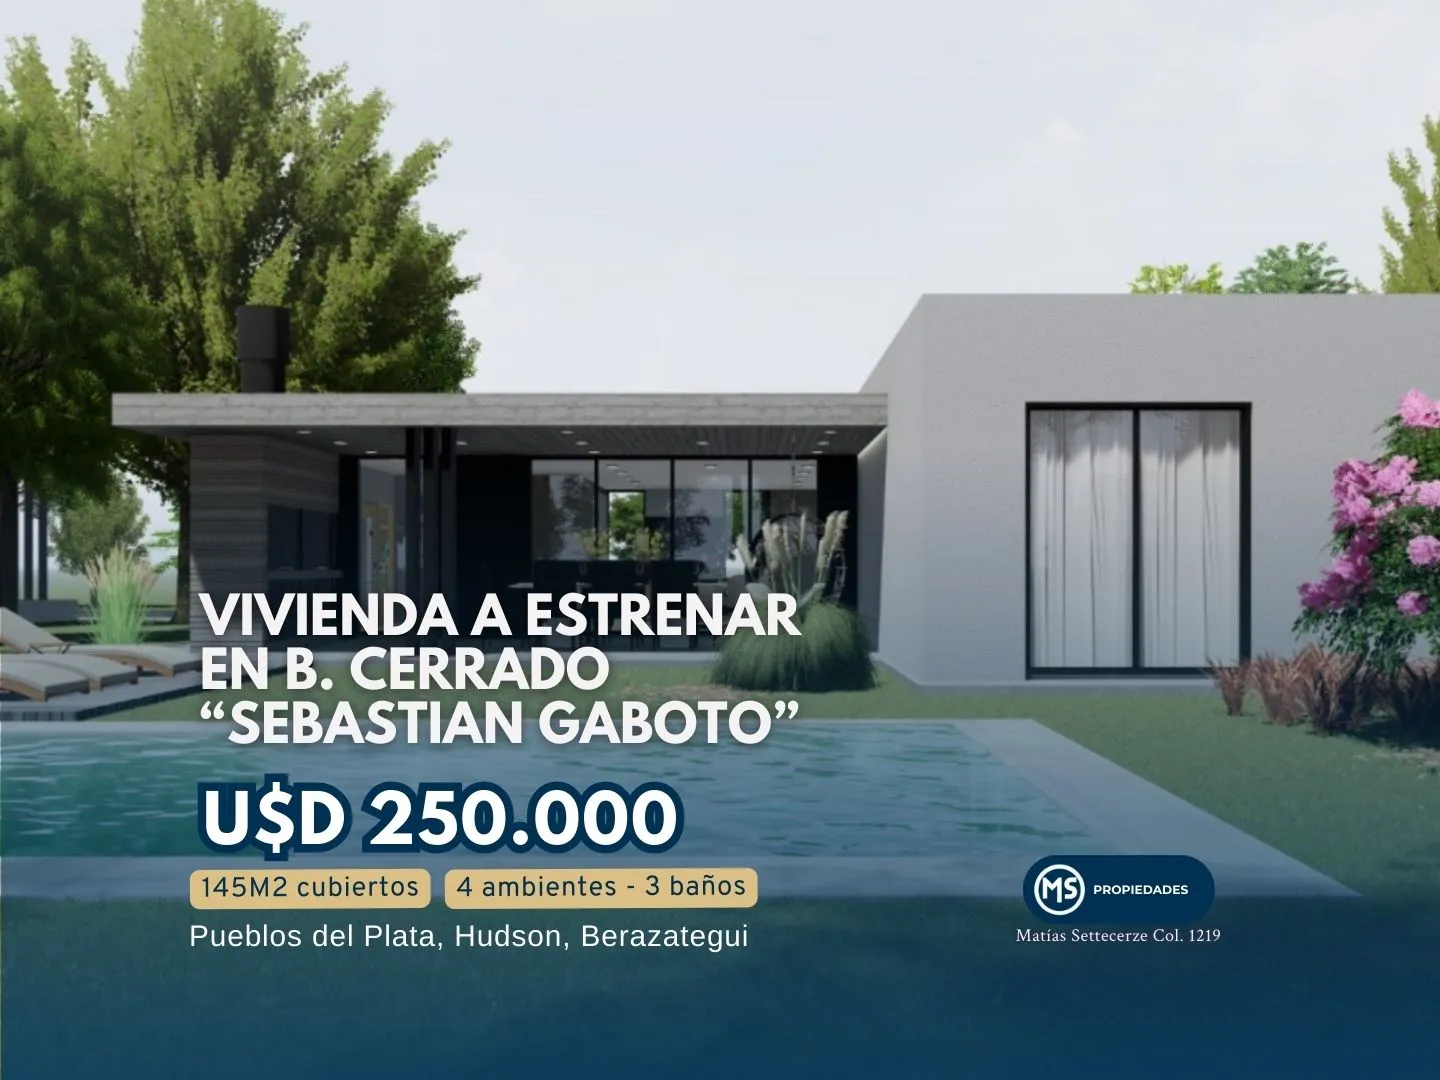 VIVIENDA A ESTRENAR
EN B. CERRADO
“SEBASTIAN GABOTO”
U$D 250.000
145M2 cubiertos
4 ambientes - 3 baños
Pueblos del Plata, Hudson, Berazategui
MS PROPIEDADES
Matías Settecerze Col. 1219